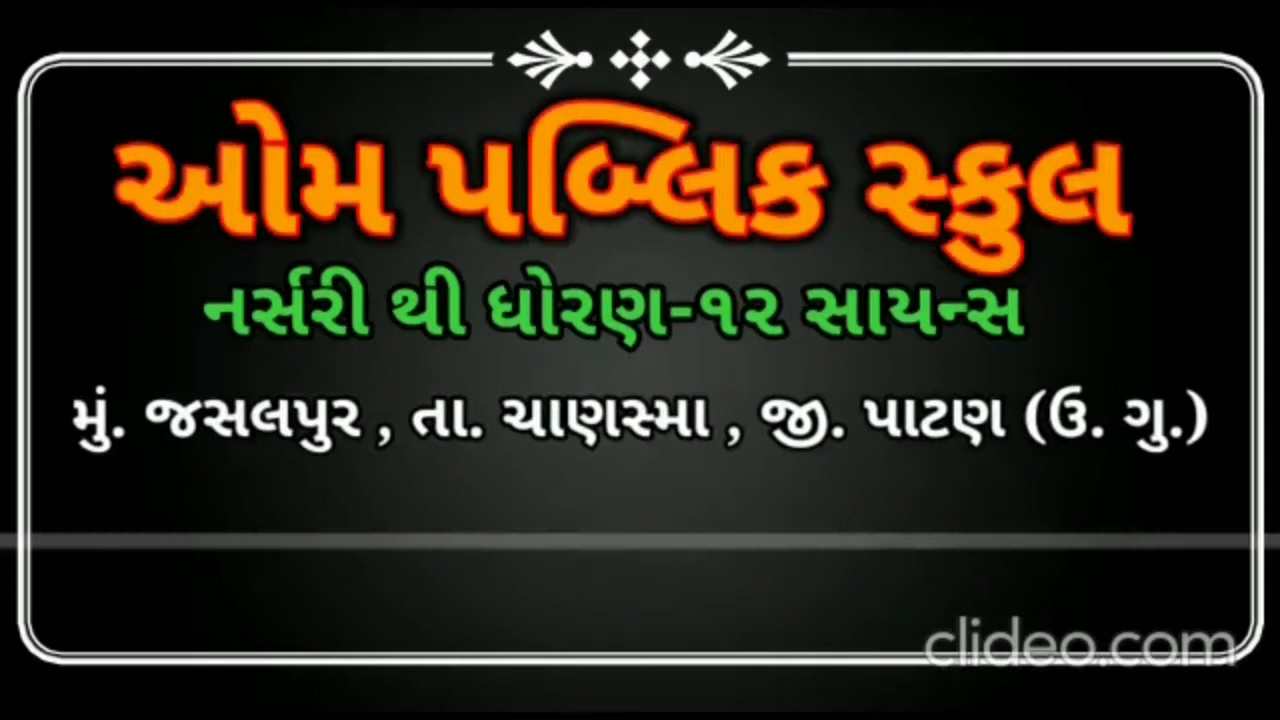 ઓમ પબ્લિક સ્કુલ
નર્સરી થી ધોરણ-૧૨ સાયન્સ
મું. જસલપુર , તા. ચાણસ્મા , જી. પાટણ (ઉ. ગુ.)
clideo.com